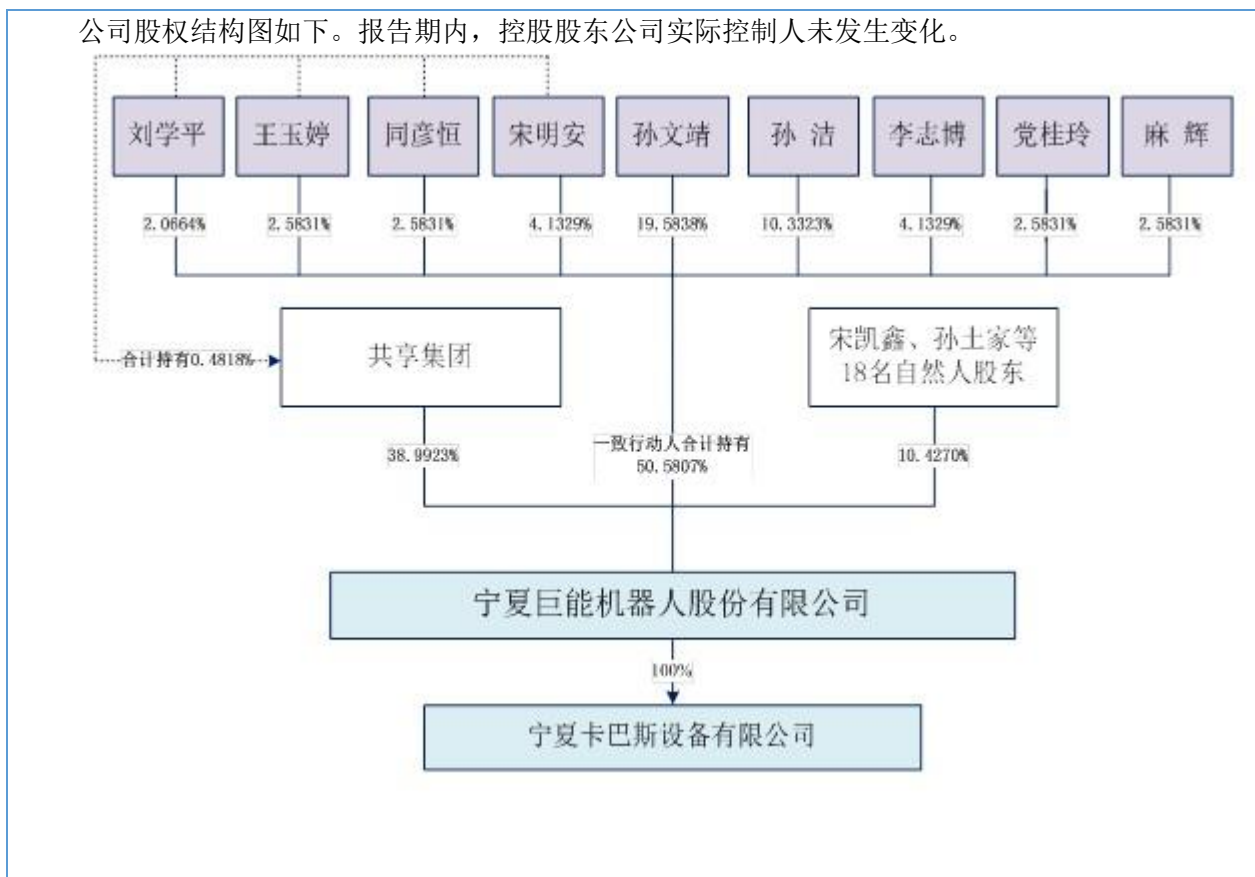 公司股权结构图如下。报告期内，控股股东公司实际控制人未发生变化。
刘学平 王玉婷 同彦恒 宋明安 孙文靖 孙 洁 李志博 党桂玲 麻 辉
2.0664% 2.5831% 2.5831% 4.1329% 19.5838% 10.3323% 4.1329% 2.5831% 2.5831%
合计持有0.4818%
共享集团
宋凯鑫、孙土家等
18名自然人股东
38.9923%
一致行动人合计持有
50.5807%
10.4270%
宁夏巨能机器人股份有限公司
100%
宁夏卡巴斯设备有限公司